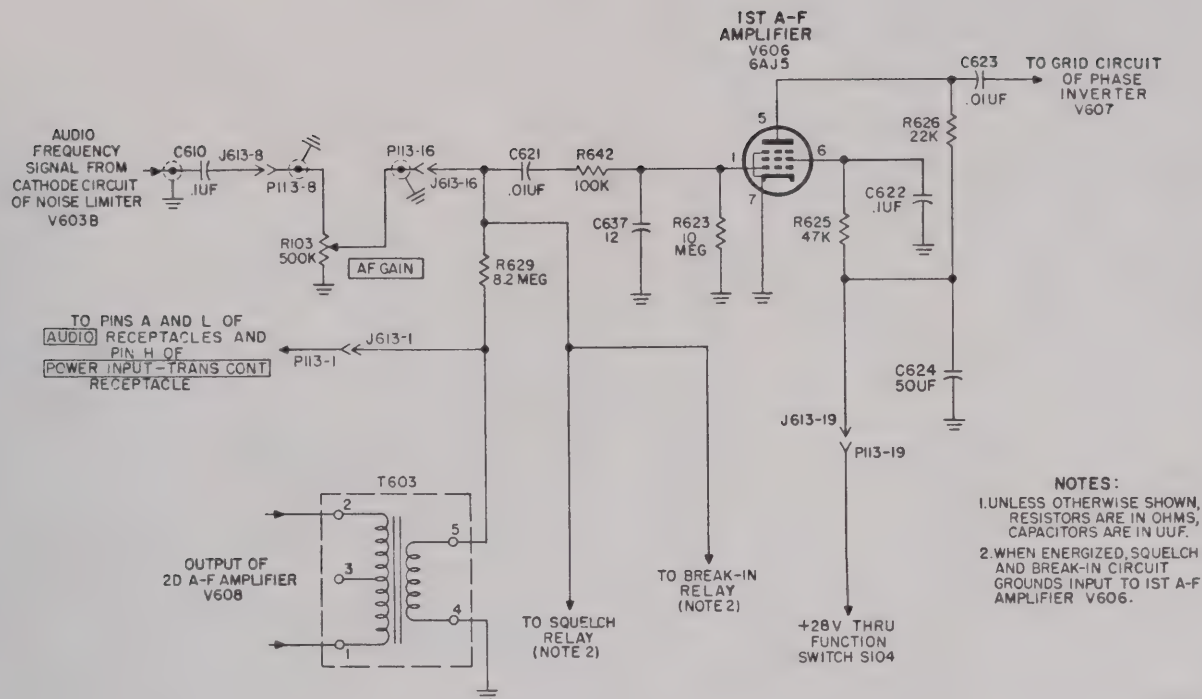 1ST A-F
AMPLIFIER
V606
6AJ5
C623
.01UF
TO GRID CIRCUIT
OF PHASE
INVERTER
V607
5
R626
22K
AUDIO
FREQUENCY
SIGNAL FROM
CATHODE CIRCUIT
OF NOISE LIMITER
V603B
C610
.1UF
J613-8
P113-8
P113-16
J613-16
C621
.01UF
R642
100K
1
6
7
C622
.1UF
R625
47K
R103
500K
AF GAIN
R629
8.2 MEG
C637
12
R623
10
MEG
TO PINS A AND L OF
AUDIO RECEPTACLES AND
PIN H OF
POWER INPUT-TRANS CONT
RECEPTACLE
J613-1
P113-1
C624
50UF
J613-19
P113-19
T603
2
5
3
4
1
OUTPUT OF
2D A-F AMPLIFIER
V608
TO SQUELCH
RELAY
(NOTE 2)
TO BREAK-IN
RELAY
(NOTE 2)
+28V THRU
FUNCTION
SWITCH S104
NOTES:
1. UNLESS OTHERWISE SHOWN,
RESISTORS ARE IN OHMS,
CAPACITORS ARE IN UUF.
2. WHEN ENERGIZED, SQUELCH
AND BREAK-IN CIRCUIT
GROUNDS INPUT TO 1ST A-F
AMPLIFIER V606.